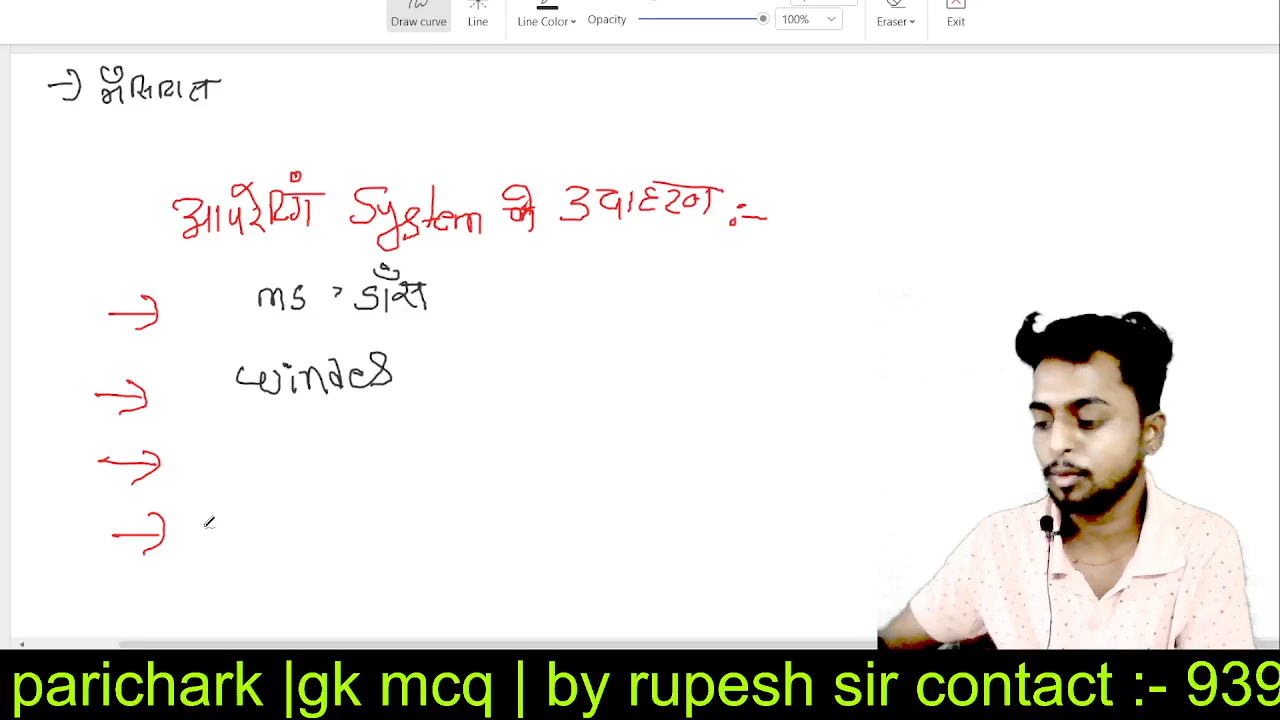 Draw curve Line Line Color Opacity 100% Eraser Exit
→
आपरेरिंग System के उदाहरण :-
→ ms > डॉस
→ windos
→
→
parichark |gk mcq | by rupesh sir contact :- 939